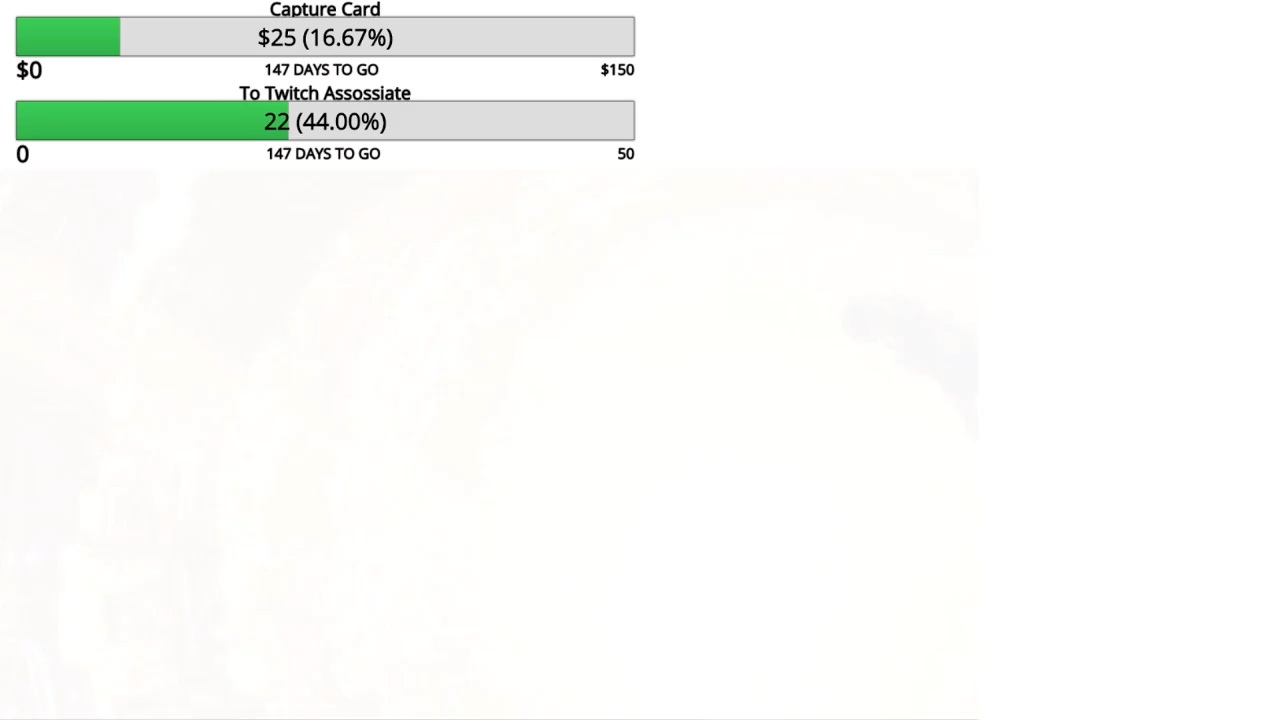 Capture Card
$25 (16.67%)
$0 147 DAYS TO GO $150
To Twitch Assossiate
22 (44.00%)
0 147 DAYS TO GO 50